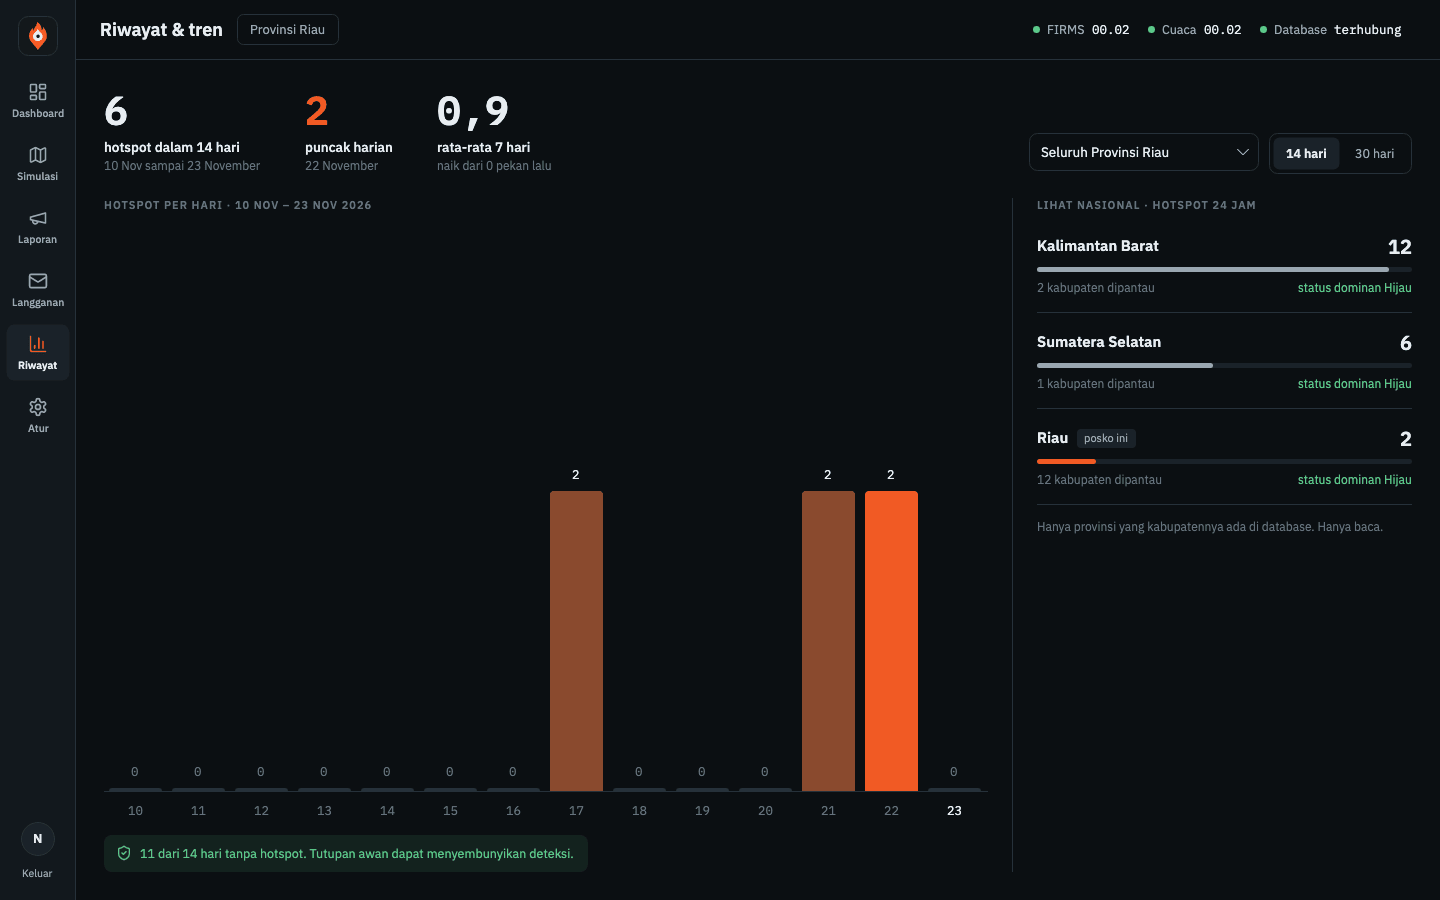 Riwayat & tren
Provinsi Riau
FIRMS 00.02
Cuaca 00.02
Database terhubung
Dashboard
Simulasi
Laporan
Langganan
Riwayat
Atur
N
Keluar
6
hotspot dalam 14 hari
10 Nov sampai 23 November
2
puncak harian
22 November
0,9
rata-rata 7 hari
naik dari 0 pekan lalu
Seluruh Provinsi Riau
14 hari
30 hari
HOTSPOT PER HARI · 10 NOV – 23 NOV 2026
2 2 2
0 0 0 0 0 0 0 0 0 0 0
10 11 12 13 14 15 16 17 18 19 20 21 22 23
11 dari 14 hari tanpa hotspot. Tutupan awan dapat menyembunyikan deteksi.
LIHAT NASIONAL · HOTSPOT 24 JAM
Kalimantan Barat 12
2 kabupaten dipantau status dominan Hijau
Sumatera Selatan 6
1 kabupaten dipantau status dominan Hijau
Riau posko ini 2
12 kabupaten dipantau status dominan Hijau
Hanya provinsi yang kabupatennya ada di database. Hanya baca.